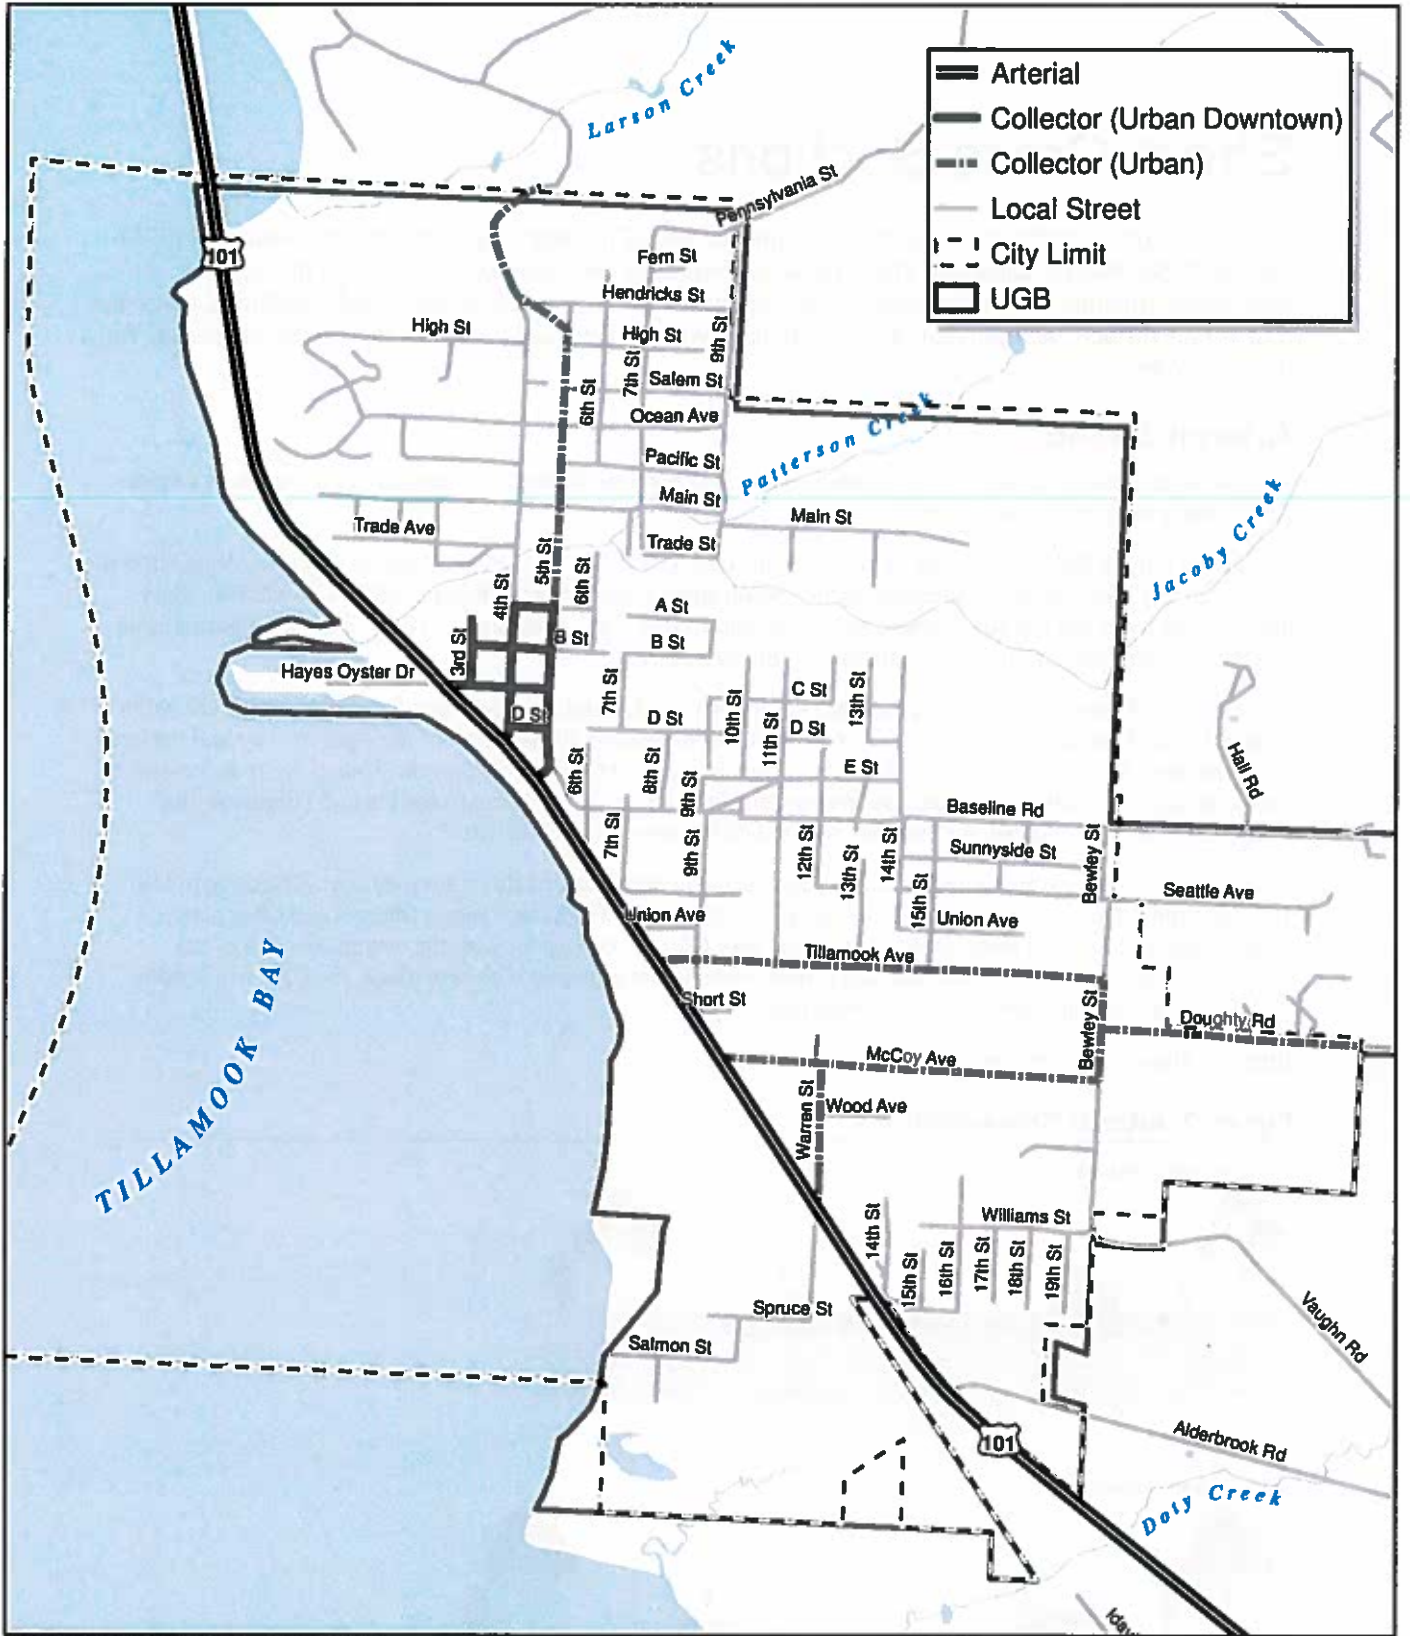 Larson Creek
Arterial
Collector (Urban Downtown)
Collector (Urban)
Local Street
City Limit
UGB
Pennsylvania St
101
Fern St
Hendricks St
High St
High St
9th St
7th St
Salem St
6th St
Ocean Ave
Patterson Creek
Pacific St
Main St
Main St
Trade Ave
Trade St
Jacoby Creek
5th St
4th St
6th St
A St
3rd St
B St
B St
Hayes Oyster Dr
7th St
C St
13th St
10th St
11th St
D St
D St
D St
Hall Rd
6th St
8th St
9th St
E St
Baseline Rd
7th St
9th St
12th St
13th St
14th St
Sunnyside St
Bewley St
Seattle Ave
15th St
Union Ave
Union Ave
Tillamook Ave
TILLAMOOK BAY
Short St
Bewley St
Doughty Rd
McCoy Ave
Warren St
Wood Ave
Williams St
14th St
15th St
16th St
17th St
18th St
19th St
Spruce St
Salmon St
Vaughn Rd
101
Alderbrook Rd
Doty Creek